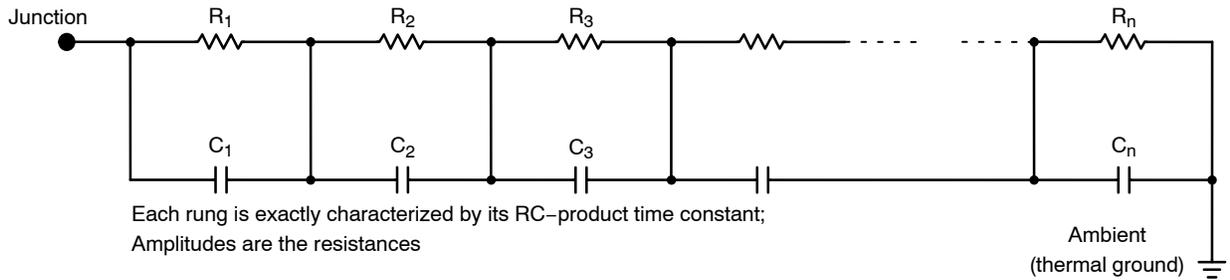 Junction
R1
R2
R3
Rn
C1
C2
C3
Cn
Each rung is exactly characterized by its RC−product time constant;
Amplitudes are the resistances
Ambient
(thermal ground)